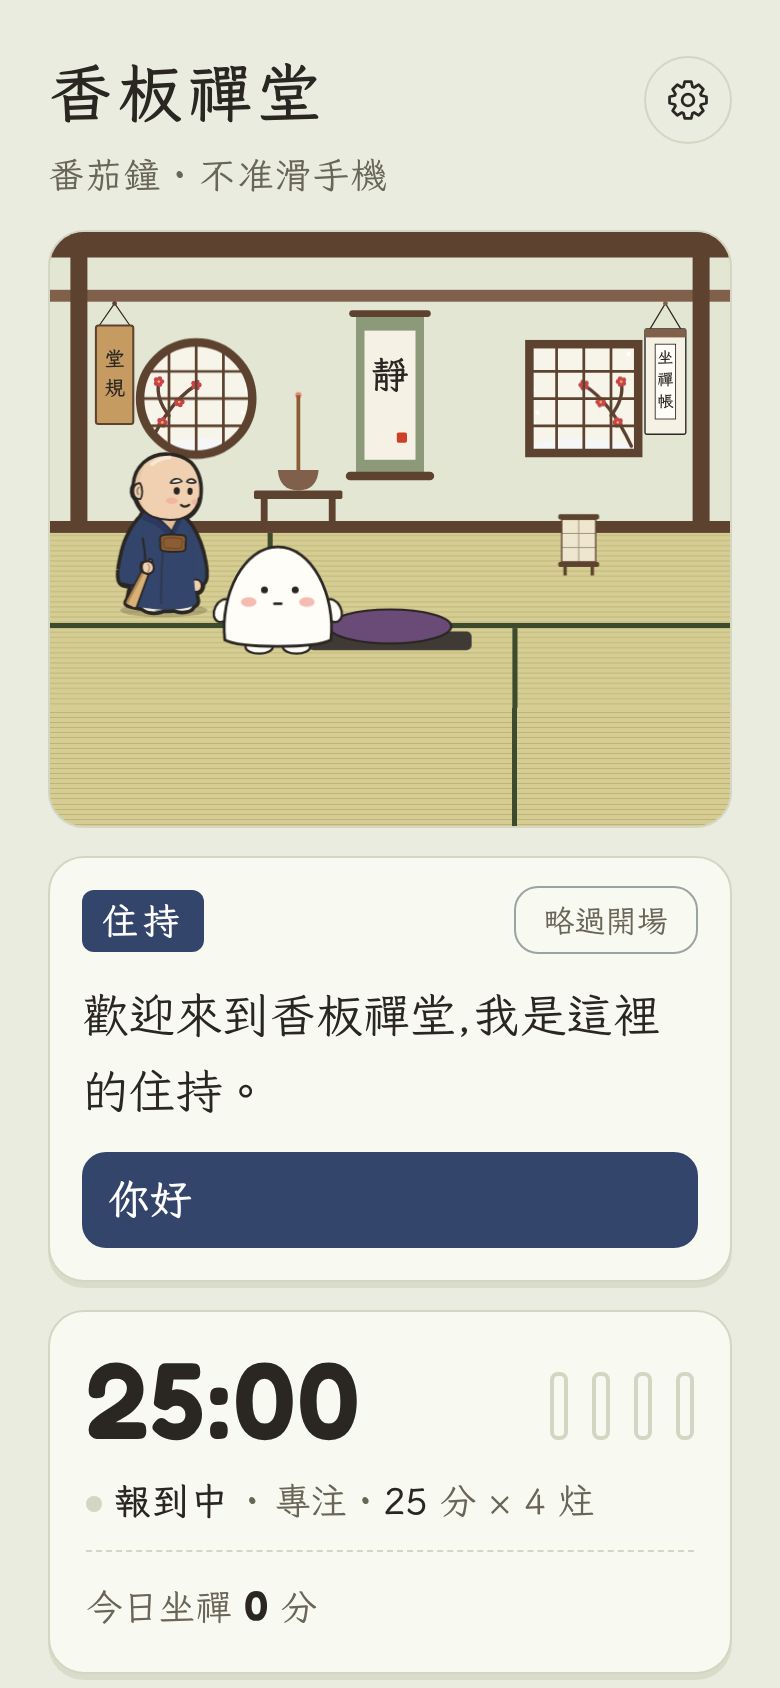 香板禪堂
番茄鐘・不准滑手機
堂規
靜
坐禪帳
住持
略過開場
歡迎來到香板禪堂,我是這裡
的住持。
你好
25:00
報到中・專注・25 分 × 4 炷
今日坐禪 0 分